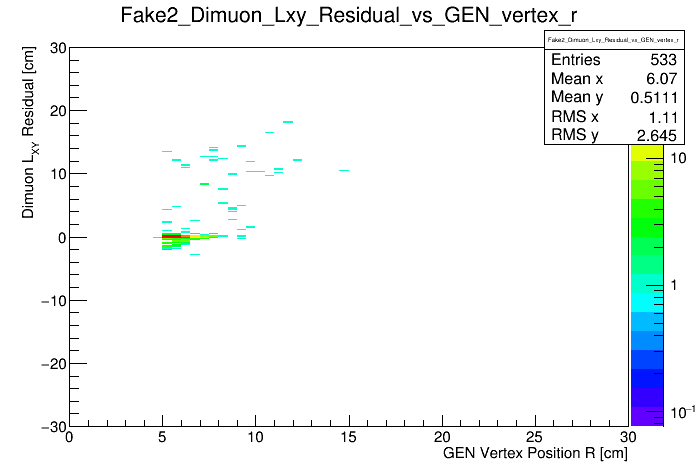 Fake2_Dimuon_Lxy_Residual_vs_GEN_vertex_r
Fake2_Dimuon_Lxy_Residual_vs_GEN_vertex_r
Entries 533
Mean x 6.07
Mean y 0.5111
RMS x 1.11
RMS y 2.645
Dimuon L_XY Residual [cm]
30
20
10
0
−10
−20
−30
0 5 10 15 20 25 30
GEN Vertex Position R [cm]
10
1
10⁻¹